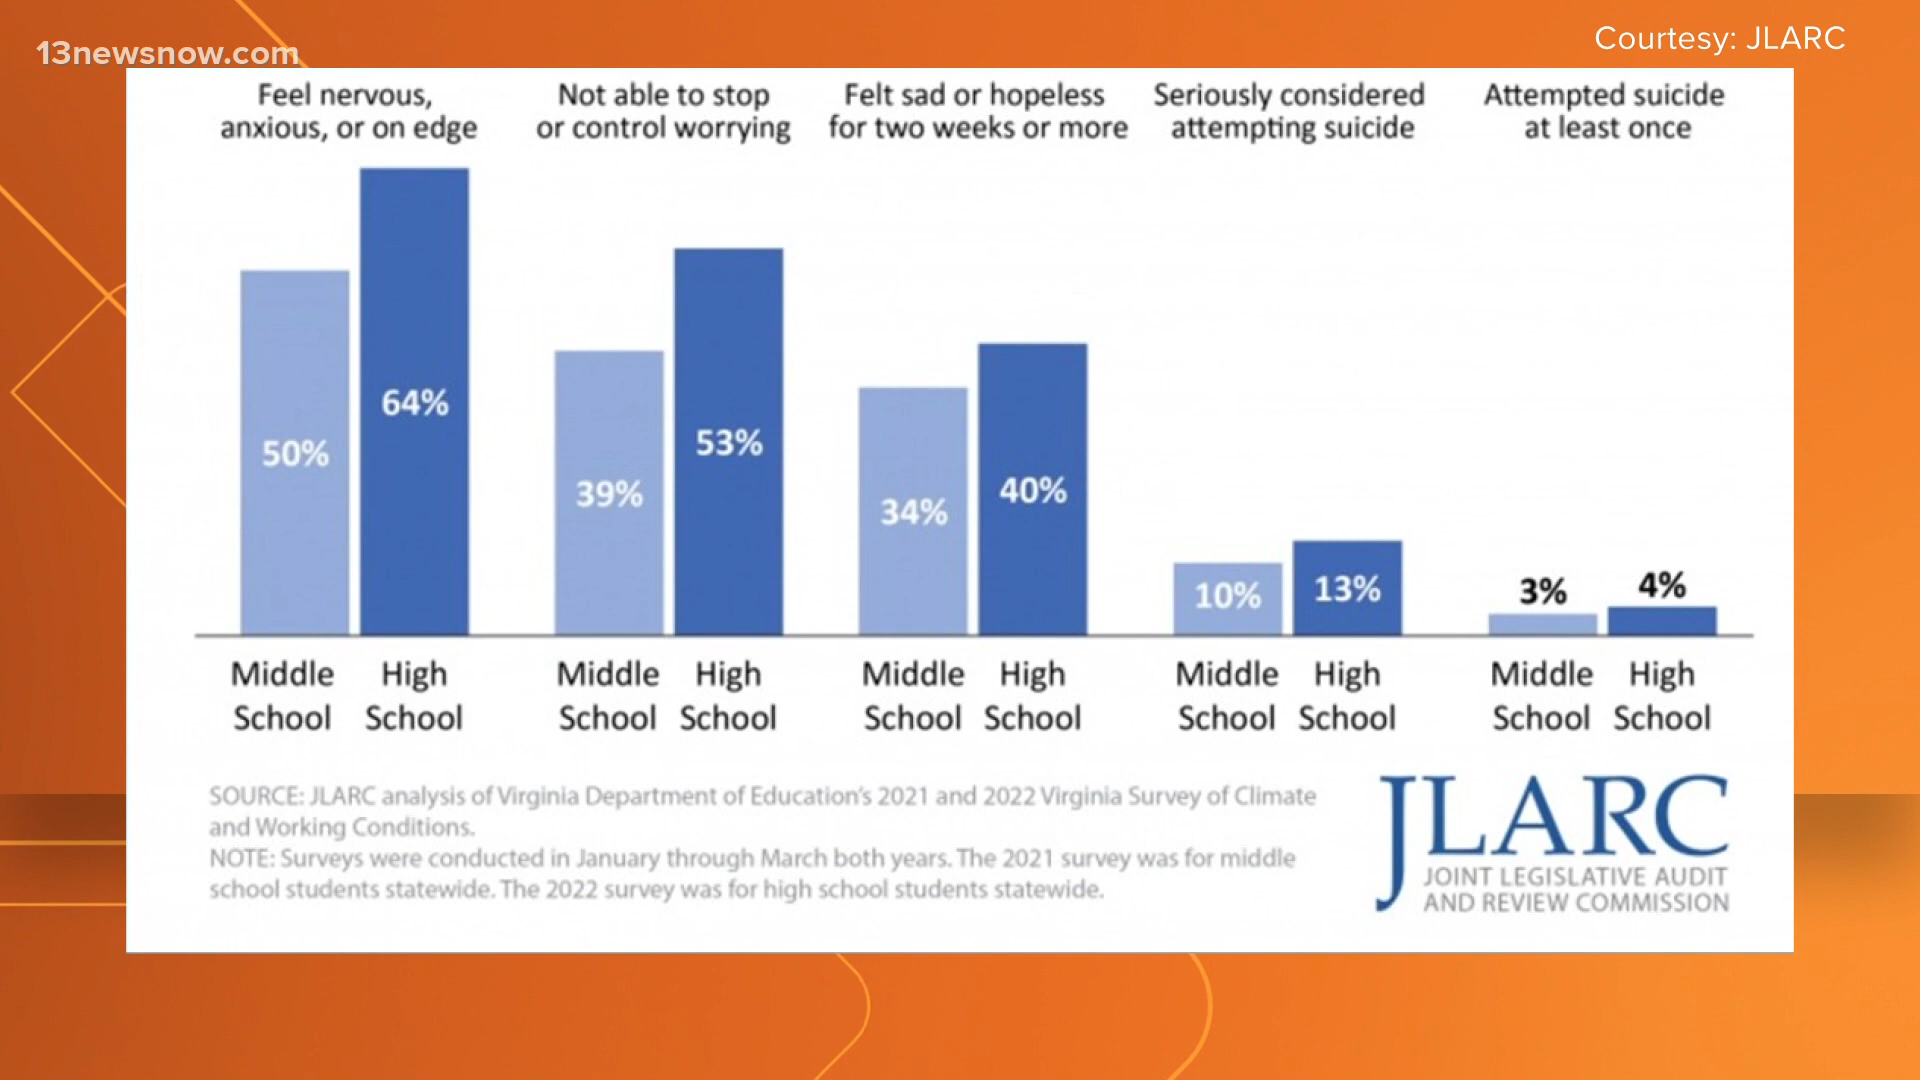 13newsnow.com
Courtesy: JLARC
Feel nervous,
anxious, or on edge
Not able to stop
or control worrying
Felt sad or hopeless
for two weeks or more
Seriously considered
attempting suicide
Attempted suicide
at least once
50%
64%
39%
53%
34%
40%
10%
13%
3%
4%
Middle School
High School
Middle School
High School
Middle School
High School
Middle School
High School
Middle School
High School
SOURCE: JLARC analysis of Virginia Department of Education's 2021 and 2022 Virginia Survey of Climate
and Working Conditions.
NOTE: Surveys were conducted in January through March both years. The 2021 survey was for middle
school students statewide. The 2022 survey was for high school students statewide.
JLARC
JOINT LEGISLATIVE AUDIT
AND REVIEW COMMISSION